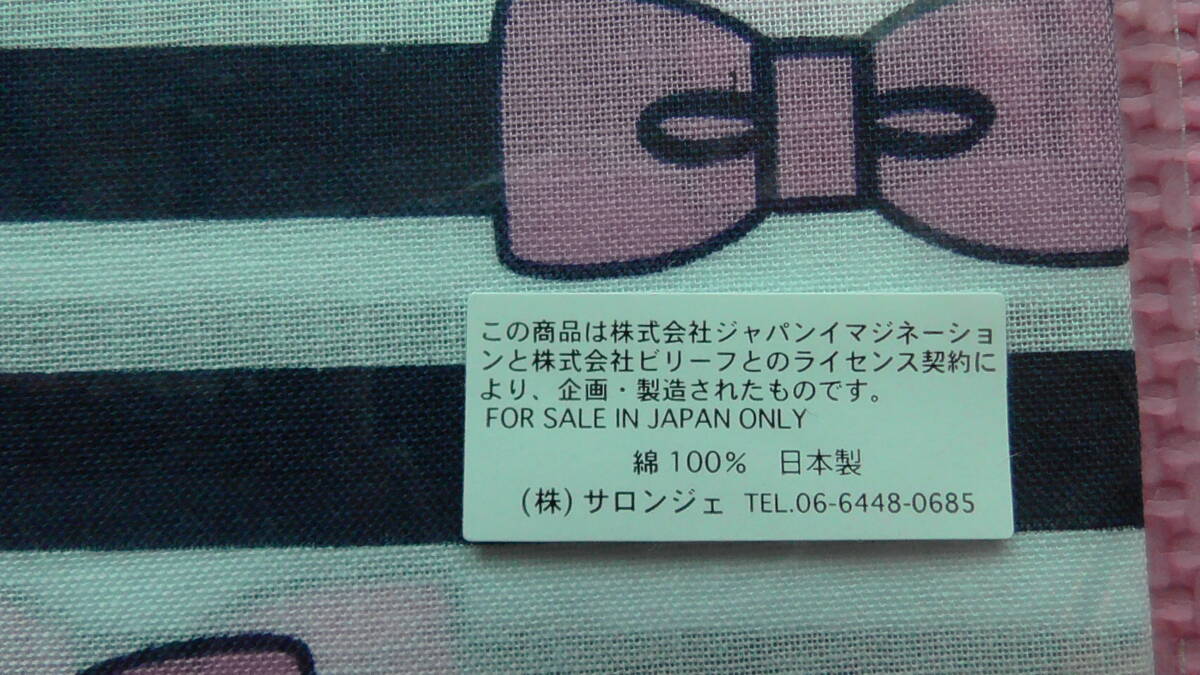 この商品は株式会社ジャパンイマジネーショ
ンと株式会社ビリーフとのライセンス契約に
より、企画・製造されたものです。
FOR SALE IN JAPAN ONLY
綿 100% 日本製
(株) サロンジェ TEL.06-6448-0685